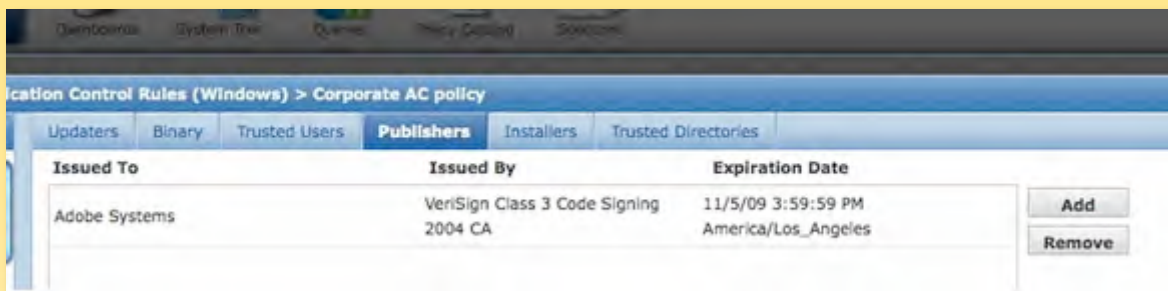 Dashboards System Tree Queries Policy Catalog
ication Control Rules (Windows) > Corporate AC policy
Updaters Binary Trusted Users Publishers Installers Trusted Directories
Issued To Issued By Expiration Date
Adobe Systems VeriSign Class 3 Code Signing 11/5/09 3:59:59 PM Add
2004 CA America/Los_Angeles Remove